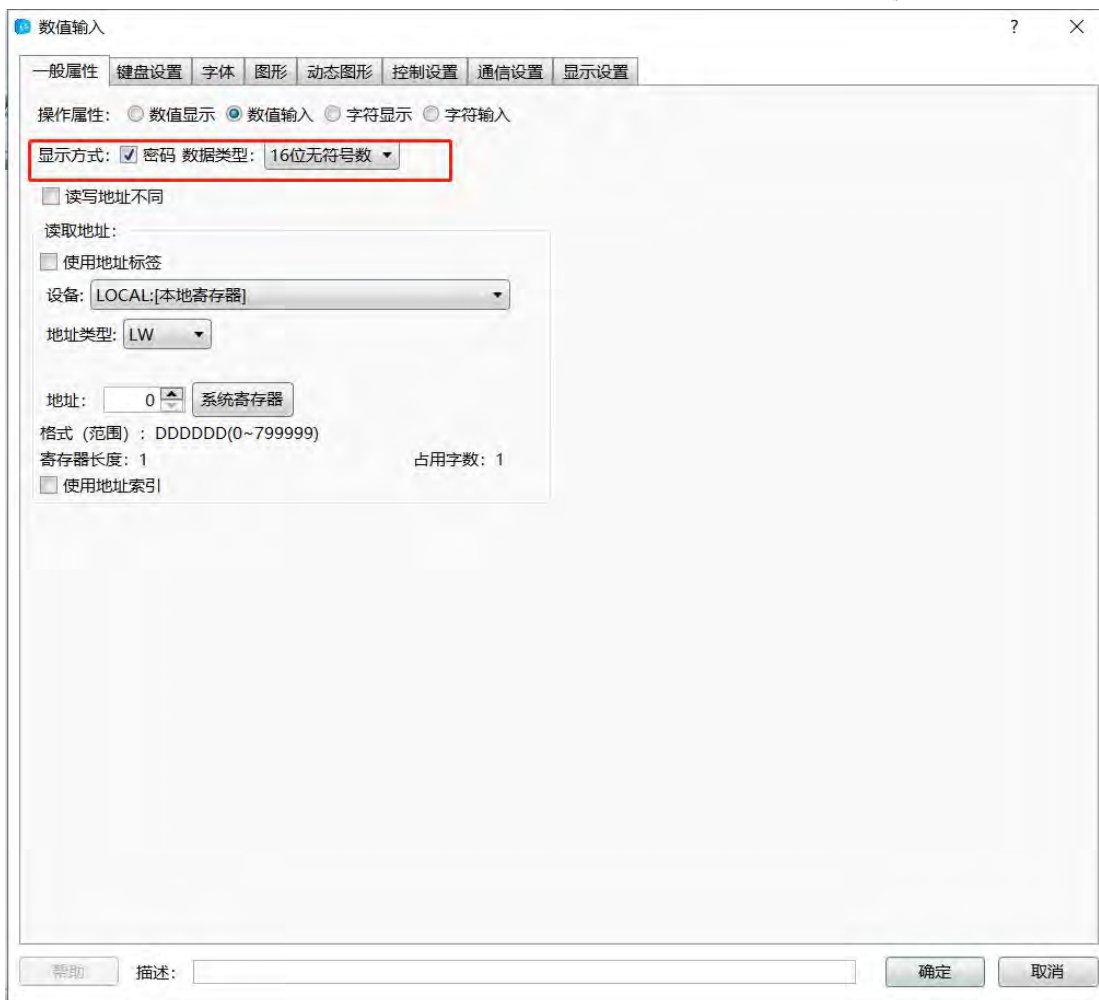 数值输入 ?
一般属性 键盘设置 字体 图形 动态图形 控制设置 通信设置 显示设置
操作属性: 数值显示 数值输入 字符显示 字符输入
显示方式: 密码 数据类型: 16位无符号数
读写地址不同
读取地址:
使用地址标签
设备: LOCAL:[本地寄存器]
地址类型: LW
地址: 0 系统寄存器
格式 (范围) : DDDDDD(0~799999)
寄存器长度: 1 占用字数: 1
使用地址索引
帮助 描述: 确定 取消